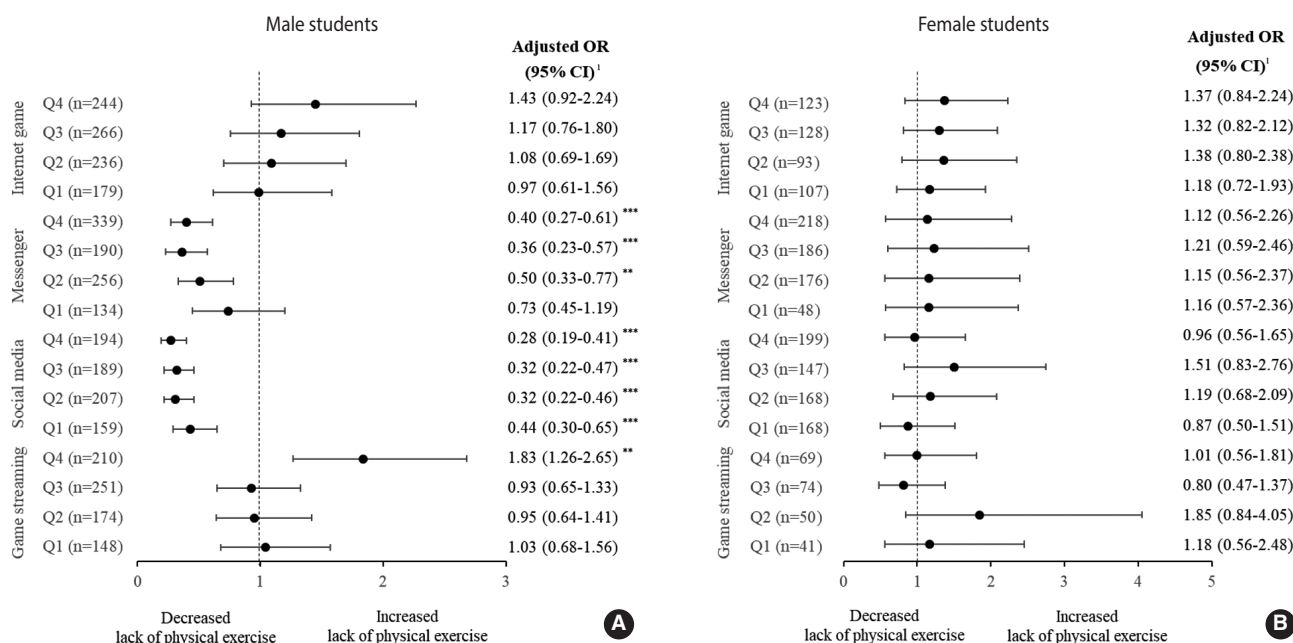 Male students
Adjusted OR
(95% CI)¹
Internet game
Q4 (n=244) 1.43 (0.92-2.24)
Q3 (n=266) 1.17 (0.76-1.80)
Q2 (n=236) 1.08 (0.69-1.69)
Q1 (n=179) 0.97 (0.61-1.56)
Messenger
Q4 (n=339) 0.40 (0.27-0.61) ***
Q3 (n=190) 0.36 (0.23-0.57) ***
Q2 (n=256) 0.50 (0.33-0.77) **
Q1 (n=134) 0.73 (0.45-1.19)
Social media
Q4 (n=194) 0.28 (0.19-0.41) ***
Q3 (n=189) 0.32 (0.22-0.47) ***
Q2 (n=207) 0.32 (0.22-0.46) ***
Q1 (n=159) 0.44 (0.30-0.65) ***
Game streaming
Q4 (n=210) 1.83 (1.26-2.65) **
Q3 (n=251) 0.93 (0.65-1.33)
Q2 (n=174) 0.95 (0.64-1.41)
Q1 (n=148) 1.03 (0.68-1.56)
0 1 2 3
Decreased
lack of physical exercise
Increased
lack of physical exercise
A
Female students
Adjusted OR
(95% CI)¹
Internet game
Q4 (n=123) 1.37 (0.84-2.24)
Q3 (n=128) 1.32 (0.82-2.12)
Q2 (n=93) 1.38 (0.80-2.38)
Q1 (n=107) 1.18 (0.72-1.93)
Messenger
Q4 (n=218) 1.12 (0.56-2.26)
Q3 (n=186) 1.21 (0.59-2.46)
Q2 (n=176) 1.15 (0.56-2.37)
Q1 (n=48) 1.16 (0.57-2.36)
Social media
Q4 (n=199) 0.96 (0.56-1.65)
Q3 (n=147) 1.51 (0.83-2.76)
Q2 (n=168) 1.19 (0.68-2.09)
Q1 (n=168) 0.87 (0.50-1.51)
Game streaming
Q4 (n=69) 1.01 (0.56-1.81)
Q3 (n=74) 0.80 (0.47-1.37)
Q2 (n=50) 1.85 (0.84-4.05)
Q1 (n=41) 1.18 (0.56-2.48)
0 1 2 3 4 5
Decreased
lack of physical exercise
Increased
lack of physical exercise
B